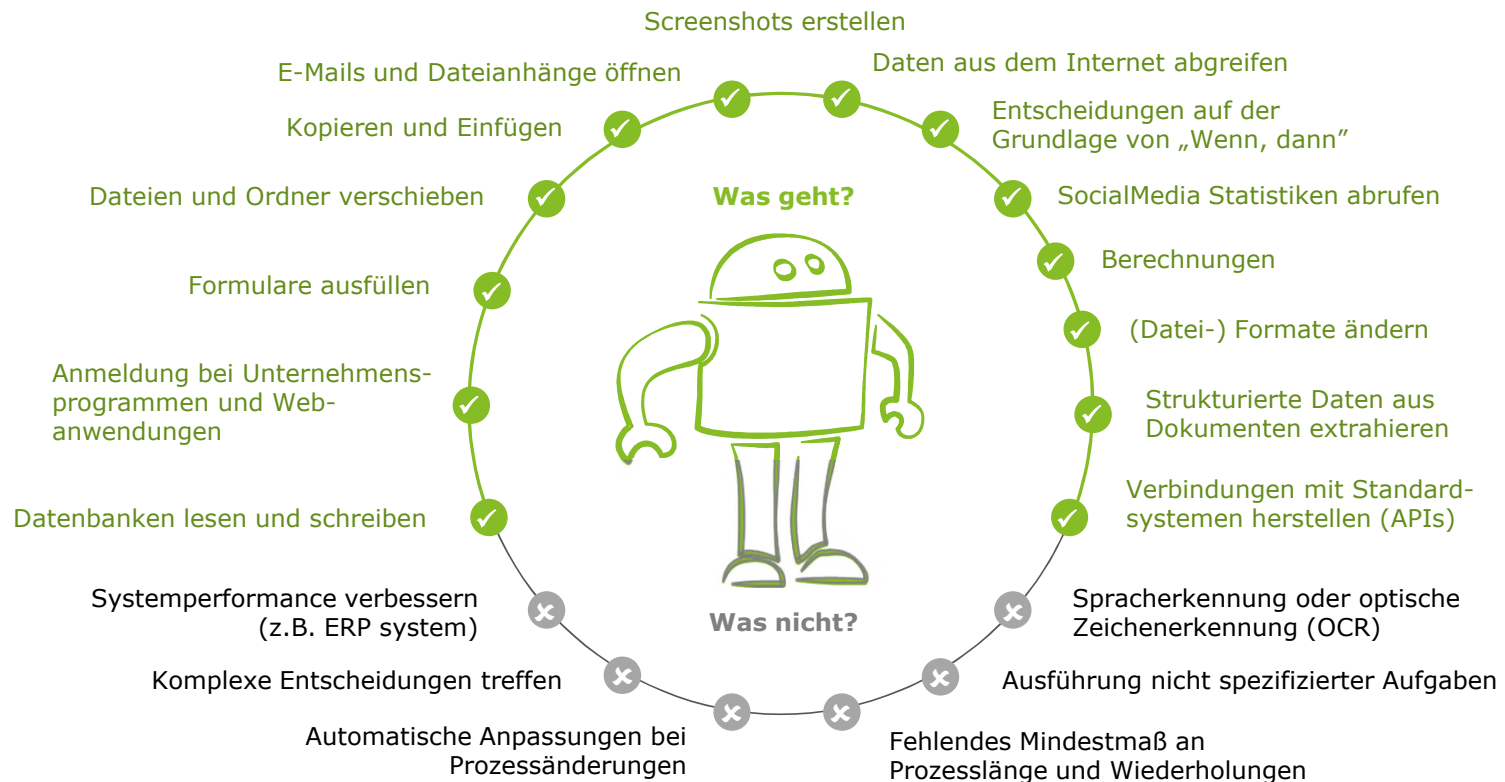 Screenshots erstellen
E-Mails und Dateianhänge öffnen
Daten aus dem Internet abgreifen
Kopieren und Einfügen
Entscheidungen auf der
Grundlage von „Wenn, dann”
Dateien und Ordner verschieben
Was geht?
SocialMedia Statistiken abrufen
Berechnungen
Formulare ausfüllen
(Datei-) Formate ändern
Anmeldung bei Unternehmens-
programmen und Web-
anwendungen
Strukturierte Daten aus
Dokumenten extrahieren
Datenbanken lesen und schreiben
Verbindungen mit Standard-
systemen herstellen (APIs)
Systemperformance verbessern
(z.B. ERP system)
Was nicht?
Spracherkennung oder optische
Zeichenerkennung (OCR)
Komplexe Entscheidungen treffen
Ausführung nicht spezifizierter Aufgaben
Automatische Anpassungen bei
Prozessänderungen
Fehlendes Mindestmaß an
Prozesslänge und Wiederholungen